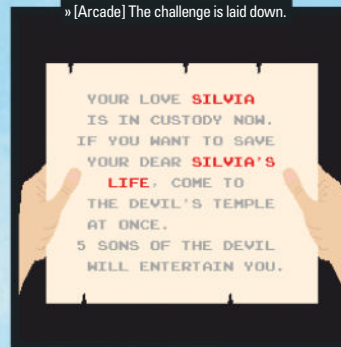 » [Arcade] The challenge is laid down.
YOUR LOVE SILVIA
IS IN CUSTODY NOW.
IF YOU WANT TO SAVE
YOUR DEAR SILVIA'S
LIFE, COME TO
THE DEVIL'S TEMPLE
AT ONCE.
5 SONS OF THE DEVIL
WILL ENTERTAIN YOU.